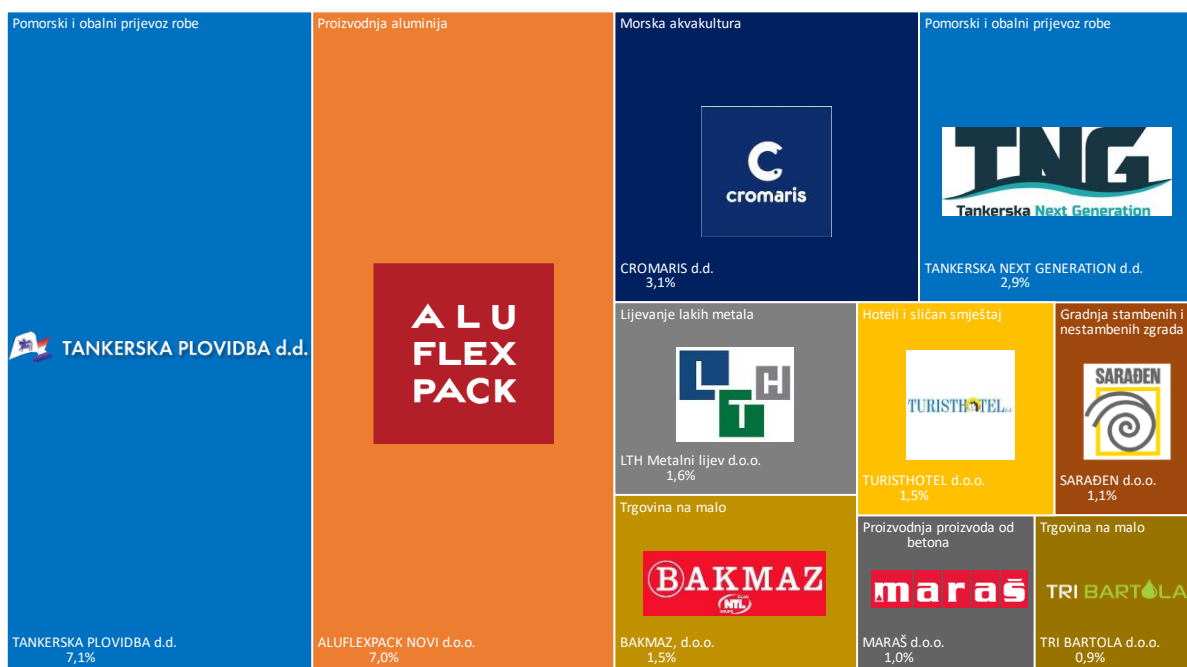 Pomorski i obalni prijevoz robe
TANKERSKA PLOVIDBA d.d.
TANKERSKA PLOVIDBA d.d.
7,1%
Proizvodnja aluminija
ALU
FLEX
PACK
ALUFLEXPACK NOVI d.o.o.
7,0%
Morska akvakultura
C
cromaris
CROMARIS d.d.
3,1%
Pomorski i obalni prijevoz robe
TNG
Tankerska Next Generation
TANKERSKA NEXT GENERATION d.d.
2,9%
Lijevanje lakih metala
L T H
LTH Metalni lijev d.o.o.
1,6%
Hoteli i sličan smještaj
TURISTHOTEL
TURISTHOTEL d.o.o.
1,5%
Gradnja stambenih i
nestambenih zgrada
SARAĐEN
SARAĐEN d.o.o.
1,1%
Trgovina na malo
BAKMAZ
NTL
BAKMAZ, d.o.o.
1,5%
Proizvodnja proizvoda od
betona
maraš
MARAŠ d.o.o.
1,0%
Trgovina na malo
TRI BARTOLA
TRI BARTOLA d.o.o.
0,9%